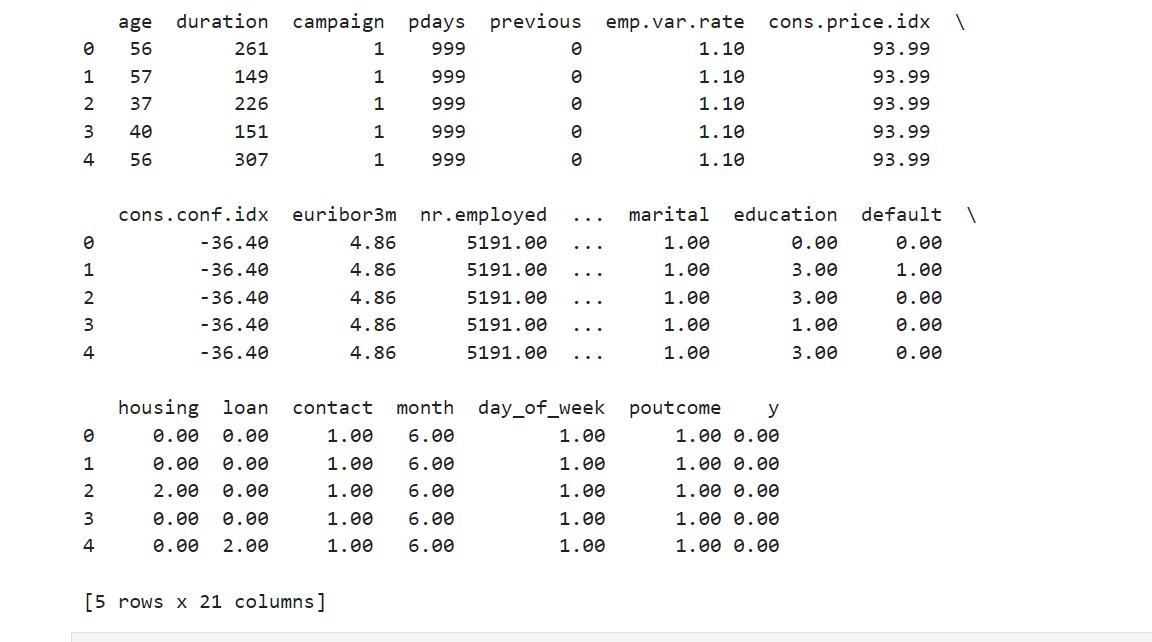 age duration campaign pdays previous emp.var.rate cons.price.idx \
0 56 261 1 999 0 1.10 93.99
1 57 149 1 999 0 1.10 93.99
2 37 226 1 999 0 1.10 93.99
3 40 151 1 999 0 1.10 93.99
4 56 307 1 999 0 1.10 93.99
cons.conf.idx euribor3m nr.employed ... marital education default \
0 -36.40 4.86 5191.00 ... 1.00 0.00 0.00
1 -36.40 4.86 5191.00 ... 1.00 3.00 1.00
2 -36.40 4.86 5191.00 ... 1.00 3.00 0.00
3 -36.40 4.86 5191.00 ... 1.00 1.00 0.00
4 -36.40 4.86 5191.00 ... 1.00 3.00 0.00
housing loan contact month day_of_week poutcome y
0 0.00 0.00 1.00 6.00 1.00 1.00 0.00
1 0.00 0.00 1.00 6.00 1.00 1.00 0.00
2 2.00 0.00 1.00 6.00 1.00 1.00 0.00
3 0.00 0.00 1.00 6.00 1.00 1.00 0.00
4 0.00 2.00 1.00 6.00 1.00 1.00 0.00
[5 rows x 21 columns]